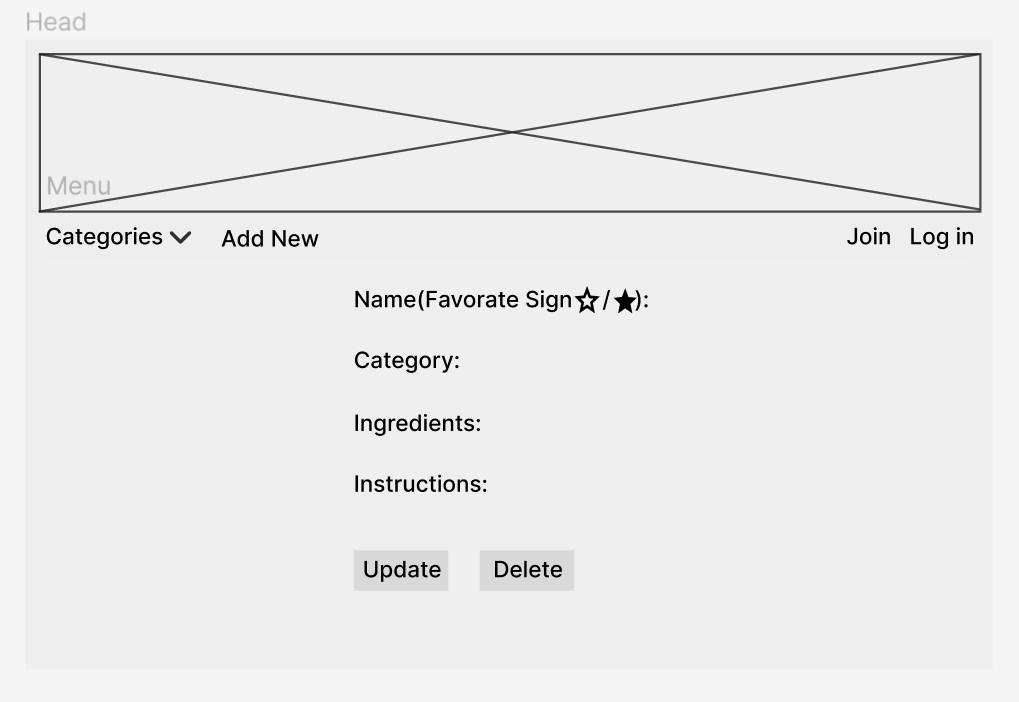 Head
Menu
Categories Add New Join Log in
Name(Favorate Sign☆/★):
Category:
Ingredients:
Instructions:
Update Delete